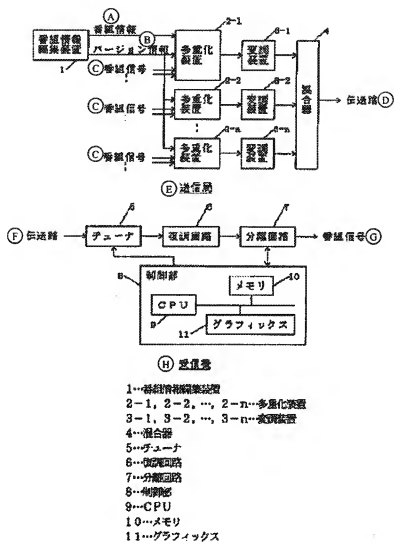 Ⓐ
番組情報 Ⓑ
番組情報編集装置
1
バージョン情報
Ⓒ 番組信号
2-1
多重化装置
3-1
変調装置
4
混合器
Ⓒ 番組信号
2-2
多重化装置
3-2
変調装置
伝送路 Ⓓ
Ⓒ 番組信号
2-n
多重化装置
3-n
変調装置
Ⓔ 送信局
Ⓕ 伝送路
5
チューナ
6
復調回路
7
分離回路
番組信号 Ⓖ
8
制御部
メモリ
10
CPU
9
11
グラフィックス
Ⓗ 受信機
1…番組情報編集装置
2-1, 2-2, …, 2-n…多重化装置
3-1, 3-2, …, 3-n…変調装置
4…混合器
5…チューナ
6…復調回路
7…分離回路
8…制御部
9…CPU
10…メモリ
11…グラフィックス